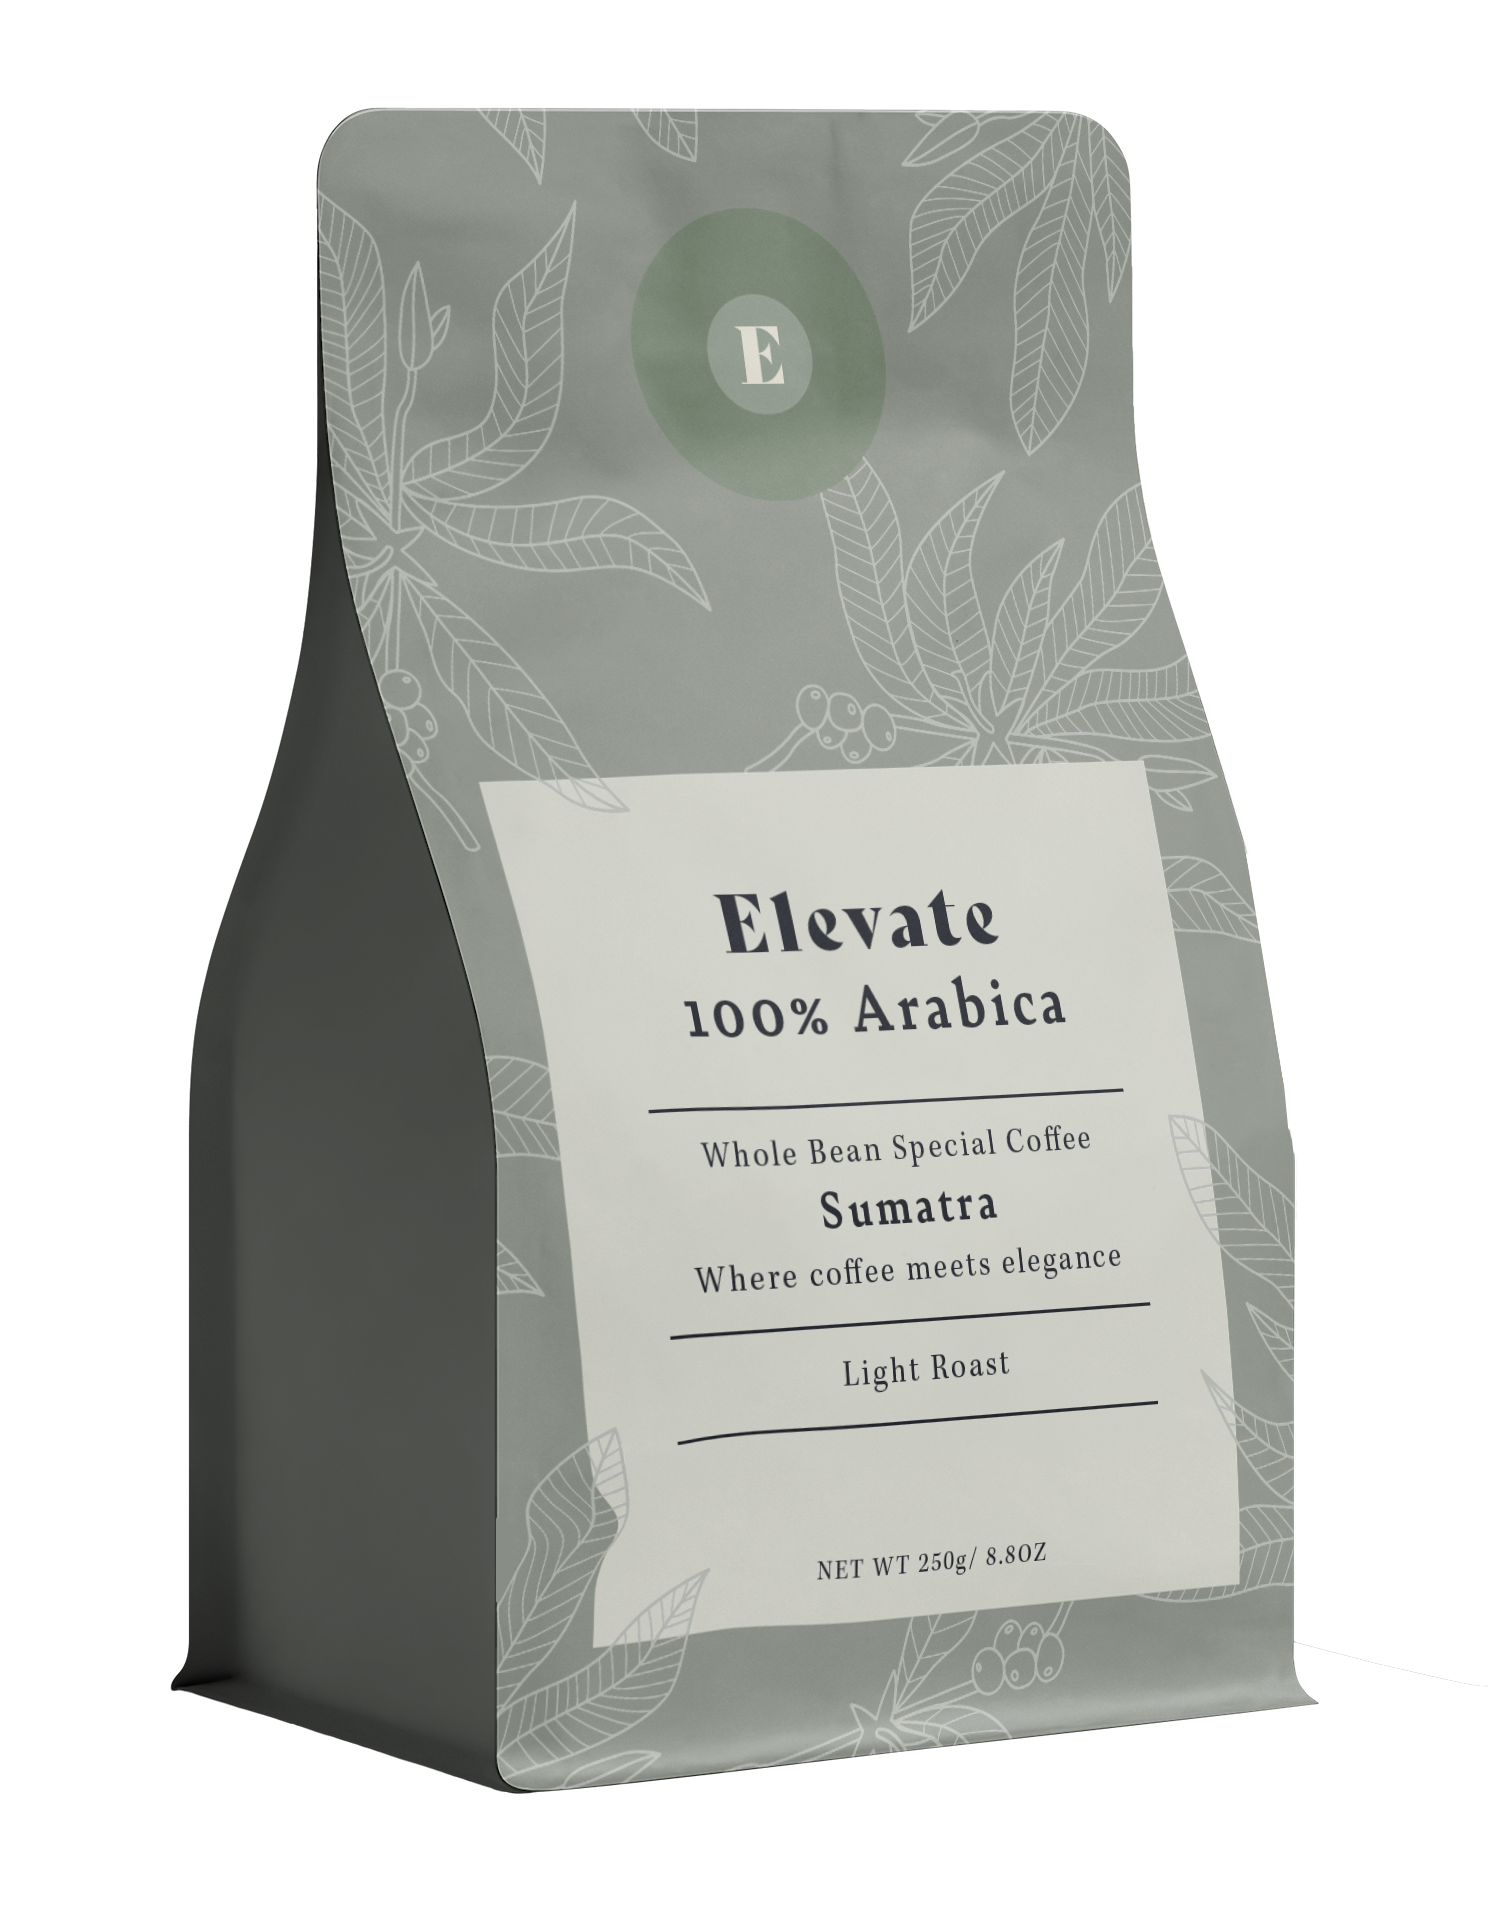 E
Elevate
100% Arabica
Whole Bean Special Coffee
Sumatra
Where coffee meets elegance
Light Roast
NET WT 250g/ 8.8OZ